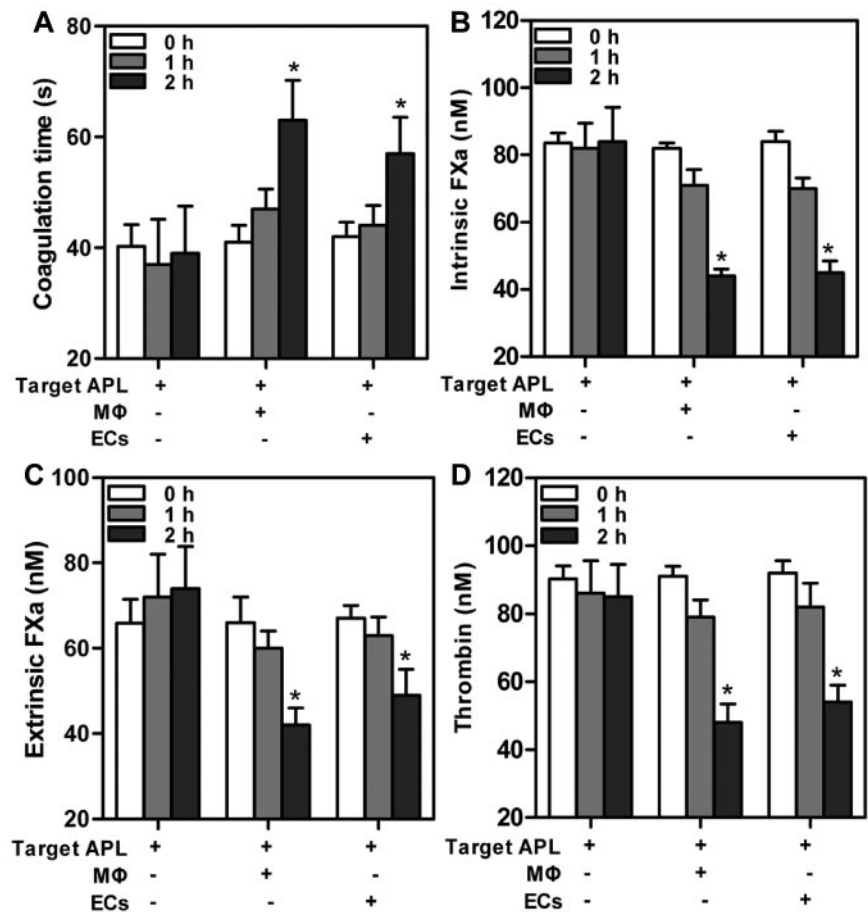 A
0 h
1 h
2 h
Coagulation time (s)
80
60
40
20
*
*
Target APL + + +
MΦ - + -
ECs - - +
B
0 h
1 h
2 h
Intrinsic FXa (nM)
120
100
80
60
40
20
*
*
Target APL + + +
MΦ - + -
ECs - - +
C
0 h
1 h
2 h
Extrinsic FXa (nM)
100
80
60
40
20
*
*
Target APL + + +
MΦ - + -
ECs - - +
D
0 h
1 h
2 h
Thrombin (nM)
120
100
80
60
40
20
*
*
Target APL + + +
MΦ - + -
ECs - - +